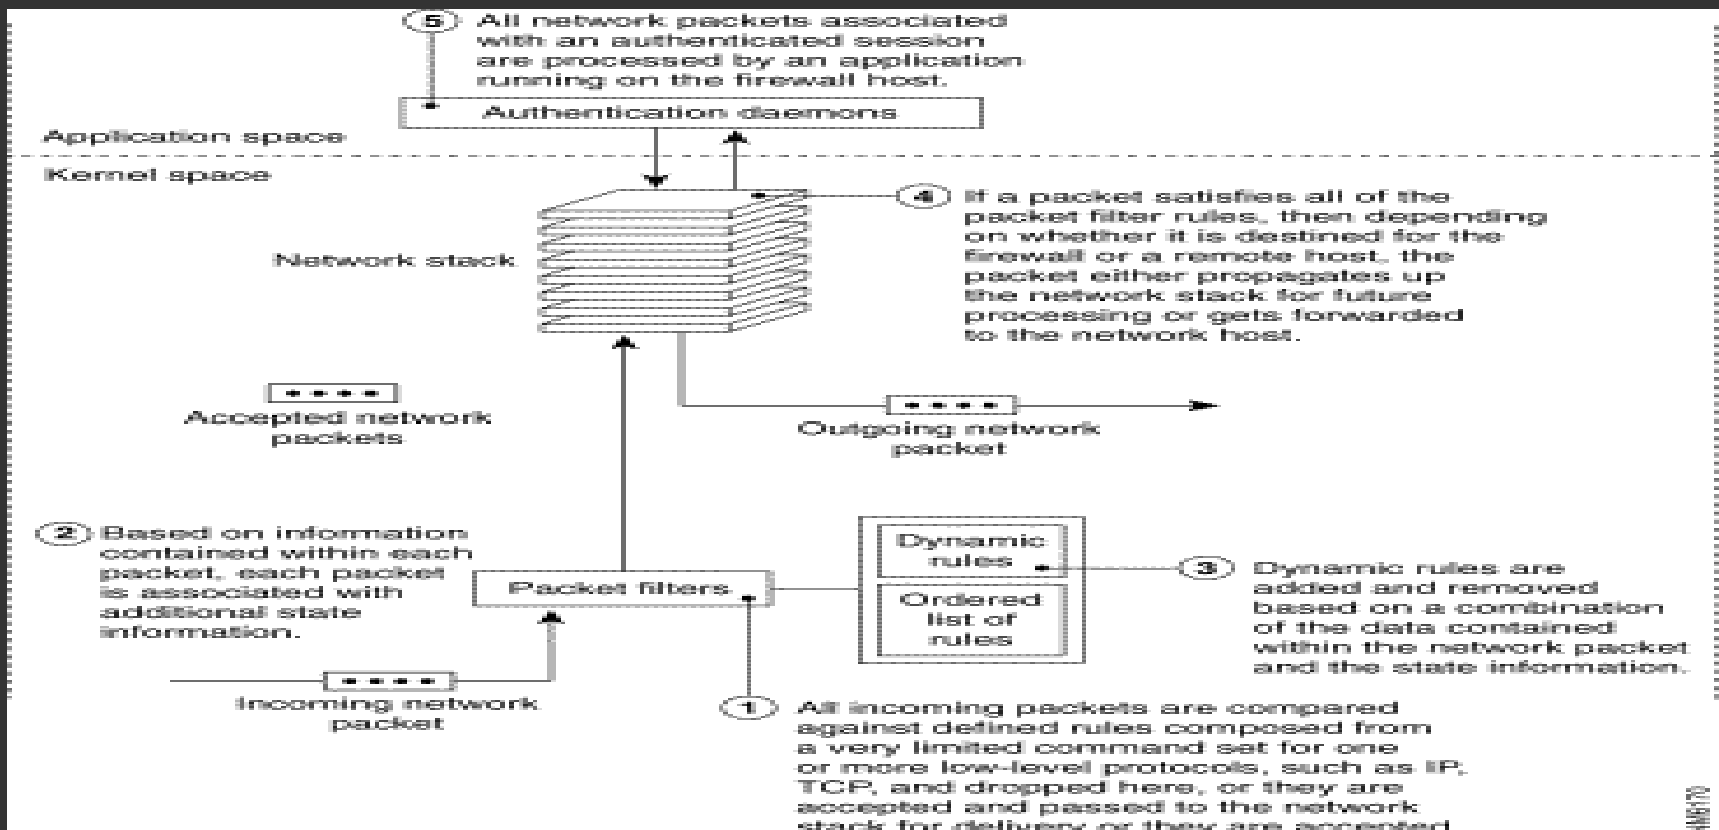 5 All network packets associated
with an authenticated session
are processed by an application
running on the firewall host.
Authentication daemons
Application space
Kernel space
4 If a packet satisfies all of the
packet filter rules, then depending
on whether it is destined for the
firewall or a remote host, the
packet either propagates up
the network stack for future
processing or gets forwarded
to the network host.
Network stack
Accepted network
packets
Outgoing network
packet
2 Based on information
contained within each
packet, each packet
is associated with
additional state
information.
Packet filters
Dynamic
rules
Ordered
list of
rules
3 Dynamic rules are
added and removed
based on a combination
of the data contained
within the network packet
and the state information.
Incoming network
packet
1 All incoming packets are compared
against defined rules composed from
a very limited command set for one
or more low-level protocols, such as IP,
TCP, and dropped here, or they are
accepted and passed to the network
stack for delivery or they are accepted